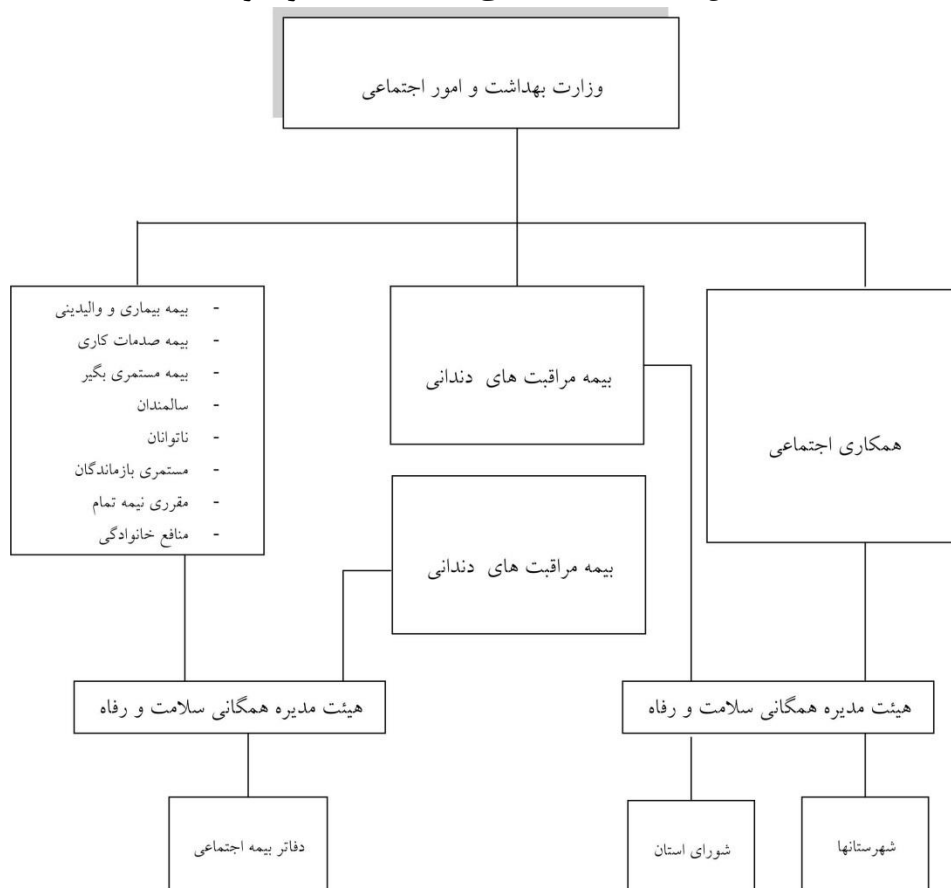 وزارت بهداشت و امور اجتماعی
همکاری اجتماعی
بیمه مراقبت های دندانی
- بیمه بیماری و والیدینی
- بیمه صدمات کاری
- بیمه مستمری بگیر
- سالمندان
- ناتوانان
- مستمری بازماندگان
- مقرری نیمه تمام
- منافع خانوادگی
بیمه مراقبت های دندانی
هیئت مدیره همگانی سلامت و رفاه
هیئت مدیره همگانی سلامت و رفاه
شهرستانها
شورای استان
دفاتر بیمه اجتماعی